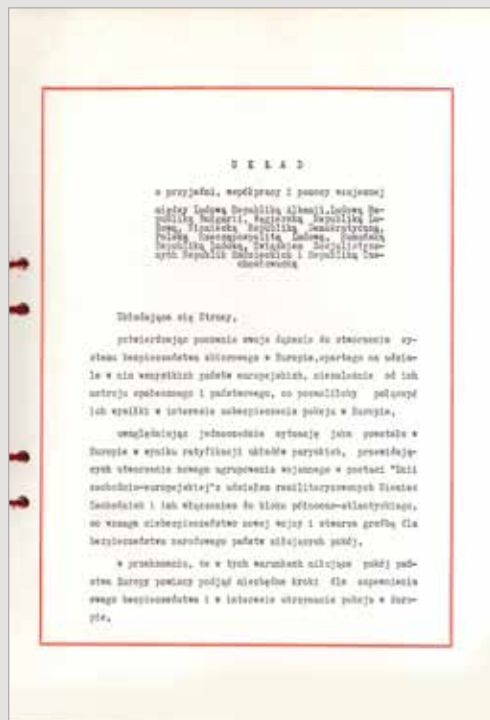 U K Ł A D
o przyjaźni, współpracy i pomocy wzajemnej
między Ludową Republiką Albanii, Ludową Re-
publiką Bułgarii, Węgierską Republiką Lu-
dową, Niemiecką Republiką Demokratyczną,
Polską Rzecząpospolitą Ludową, Rumuńską
Republiką Ludową, Związkiem Socjalistycz-
nych Republik Radzieckich i Republiką Cze-
chosłowacką
Układające się Strony,
potwierdzając ponownie swoje dążenie do stworzenia sy-
stemu bezpieczeństwa zbiorowego w Europie, opartego na udzia-
le w nim wszystkich państw europejskich, niezależnie od ich
ustroju społecznego i państwowego, co pozwoliłoby połączyć
ich wysiłki w interesie zabezpieczenia pokoju w Europie,
uwzględniając jednocześnie sytuację jaka powstała w
Europie w wyniku ratyfikacji układów paryskich, przewidują-
cych utworzenie nowego ugrupowania wojennego w postaci "Unii
zachodnio-europejskiej" z udziałem remilitaryzowanych Niemiec
Zachodnich i ich włączenie do bloku północno-atlantyckiego,
co wzmaga niebezpieczeństwo nowej wojny i stwarza groźbę dla
bezpieczeństwa narodowego państw miłujących pokój,
w przekonaniu, że w tych warunkach miłujące pokój pań-
stwa Europy powinny podjąć niezbędne kroki dla zapewnienia
swego bezpieczeństwa i w interesie utrzymania pokoju w Euro-
pie,